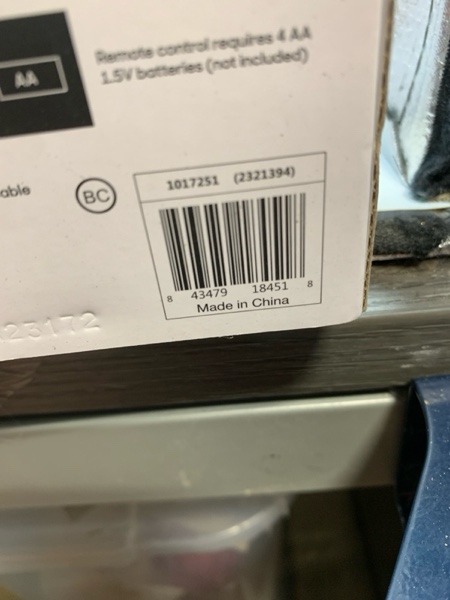 Remote control requires 4 AA
1.5V batteries (not included)
AA
able
BC
1017251 (2321394)
8 43479 18451 8
Made in China
23172